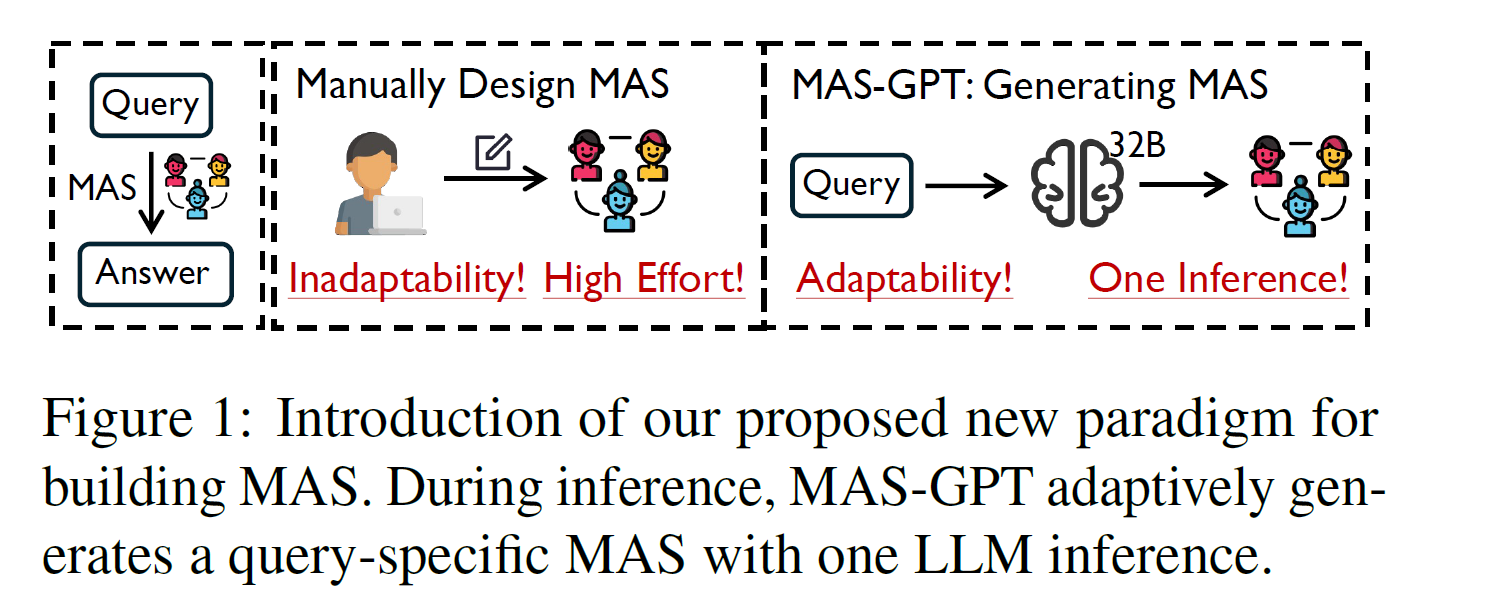 Query
MAS
Answer
Manually Design MAS
Inadaptability! High Effort!
MAS-GPT: Generating MAS
Query
32B
Adaptability! One Inference!
Figure 1: Introduction of our proposed new paradigm for
building MAS. During inference, MAS-GPT adaptively gen-
erates a query-specific MAS with one LLM inference.